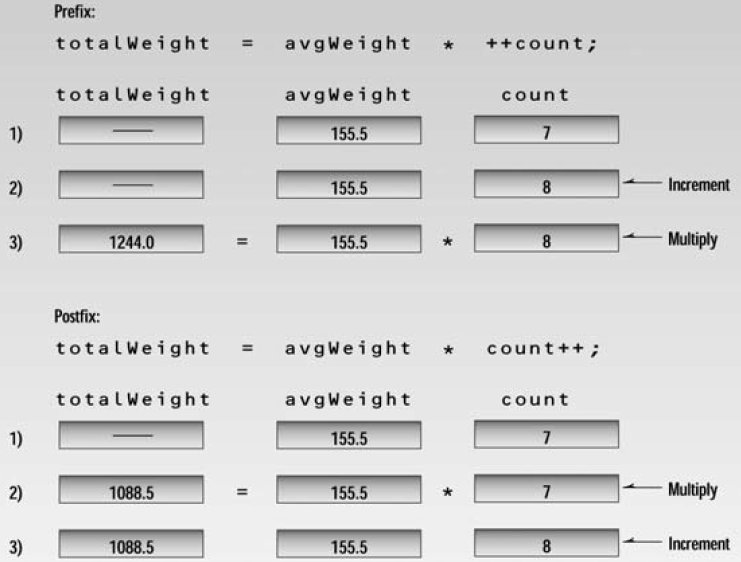 Prefix:
totalWeight = avgWeight * ++count;
totalWeight avgWeight count
1) — 155.5 7
2) — 155.5 8 Increment
3) 1244.0 = 155.5 * 8 Multiply
Postfix:
totalWeight = avgWeight * count++;
totalWeight avgWeight count
1) — 155.5 7
2) 1088.5 = 155.5 * 7 Multiply
3) 1088.5 155.5 8 Increment